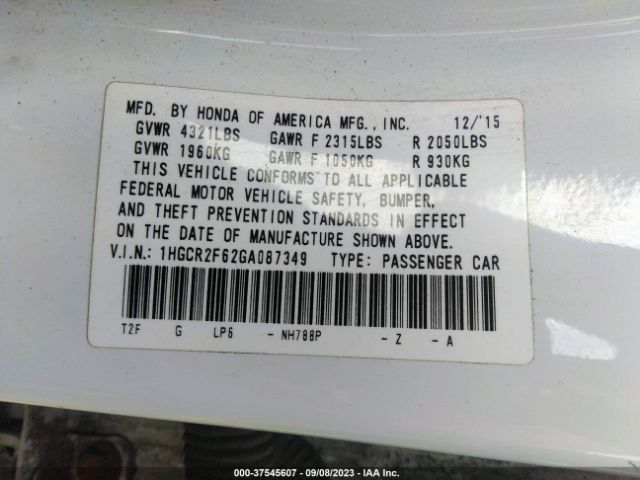 MFD. BY HONDA OF AMERICA MFG., INC. 12/'15
GVWR 4321LBS GAWR F 2315LBS R 2050LBS
GVWR 1960KG GAWR F 1050KG R 930KG
THIS VEHICLE CONFORMS TO ALL APPLICABLE
FEDERAL MOTOR VEHICLE SAFETY, BUMPER,
AND THEFT PREVENTION STANDARDS IN EFFECT
ON THE DATE OF MANUFACTURE SHOWN ABOVE.
V.I.N.: 1HGCR2F62GA087349 TYPE: PASSENGER CAR
T2F G LP6 - NH788P - Z - A
000-37545607 - 09/08/2023 - IAA Inc.